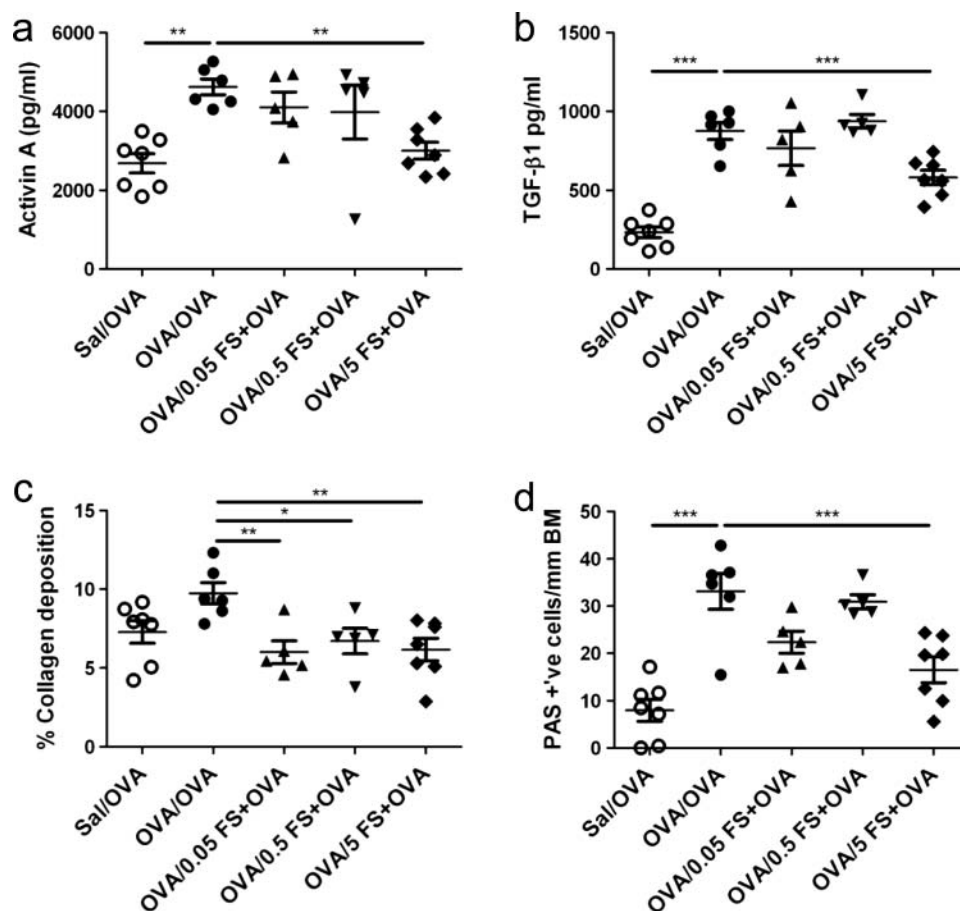 a
Activin A (pg/ml)
6000
4000
2000
0
**
**
Sal/OVA
OVA/OVA
OVA/0.05 FS+OVA
OVA/0.5 FS+OVA
OVA/5 FS+OVA
b
TGF-β1 pg/ml
1500
1000
500
0
***
***
Sal/OVA
OVA/OVA
OVA/0.05 FS+OVA
OVA/0.5 FS+OVA
OVA/5 FS+OVA
c
% Collagen deposition
15
10
5
0
**
*
**
Sal/OVA
OVA/OVA
OVA/0.05 FS+OVA
OVA/0.5 FS+OVA
OVA/5 FS+OVA
d
PAS +'ve cells/mm BM
50
40
30
20
10
0
***
***
Sal/OVA
OVA/OVA
OVA/0.05 FS+OVA
OVA/0.5 FS+OVA
OVA/5 FS+OVA